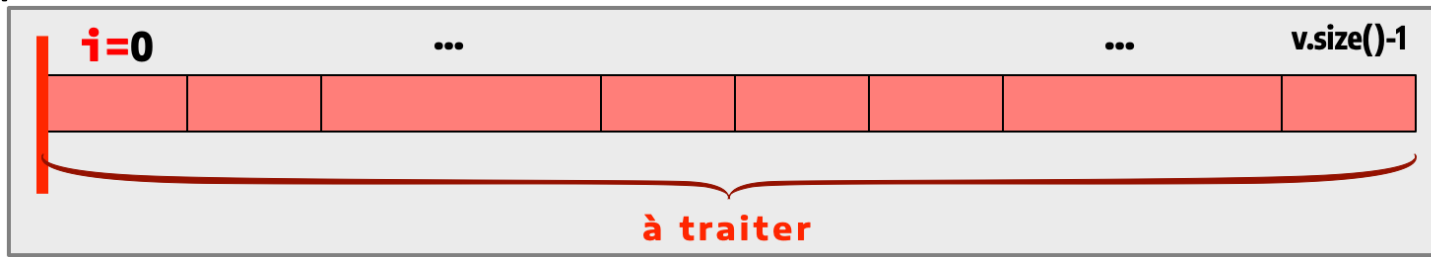 i=0 ... ... v.size()-1
à traiter